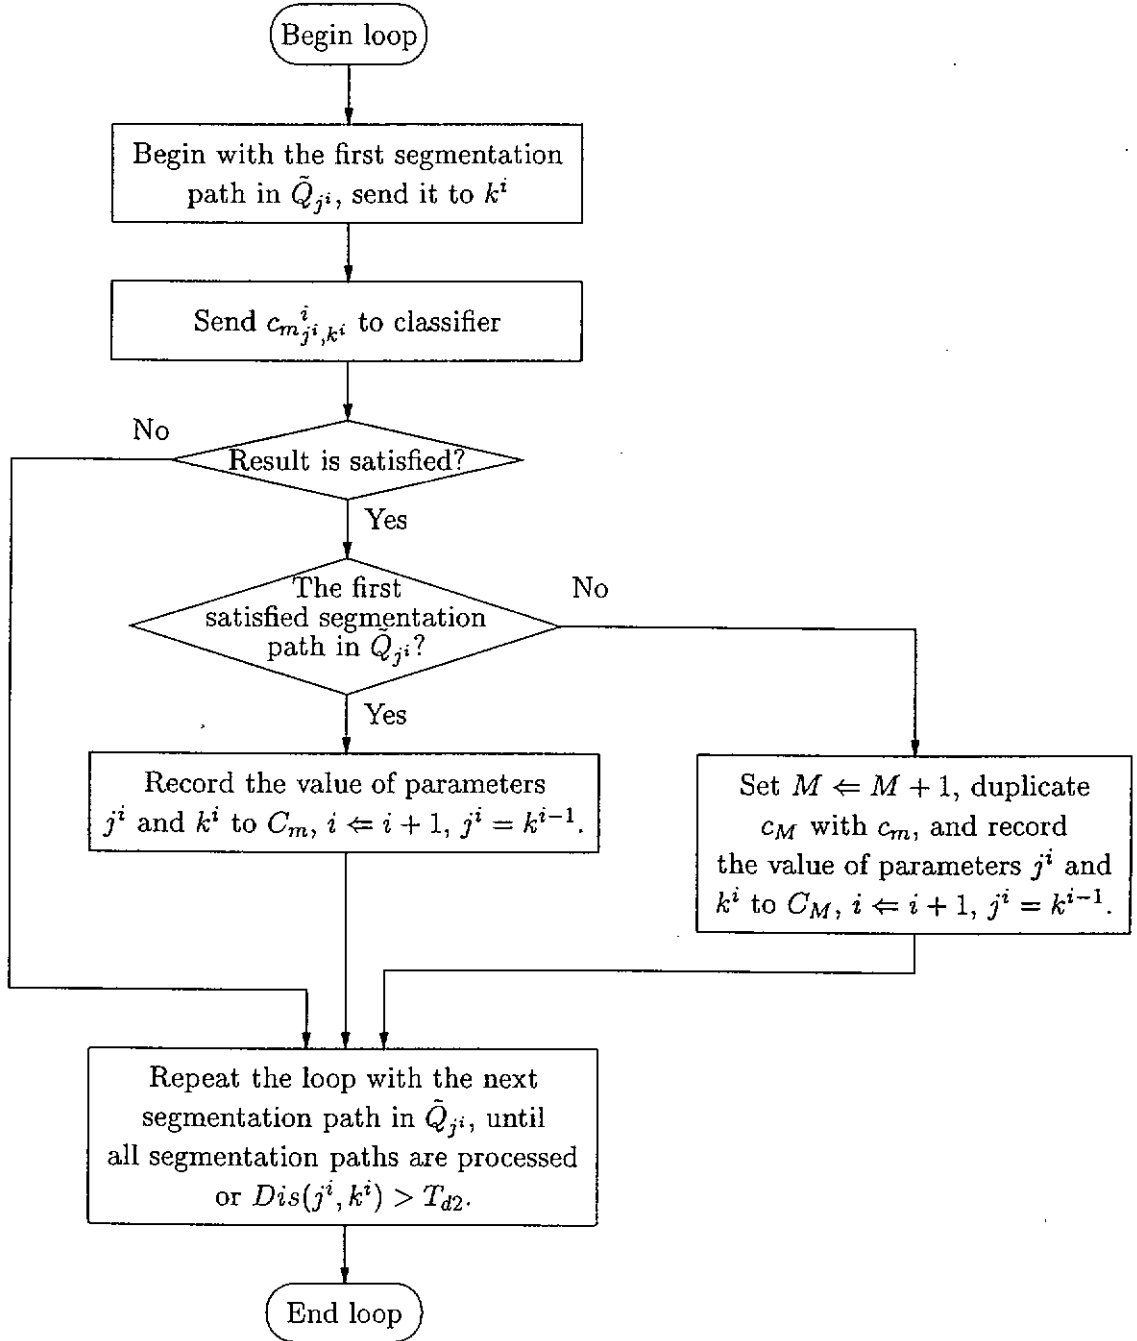 Begin loop
Begin with the first segmentation
path in Q̃_{j^i}, send it to k^i
Send c_m^i_{j^i,k^i} to classifier
No
Result is satisfied?
Yes
The first
satisfied segmentation
path in Q̃_{j^i}?
No
Yes
Record the value of parameters
j^i and k^i to C_m, i ⇐ i + 1, j^i = k^{i−1}.
Set M ⇐ M + 1, duplicate
c_M with c_m, and record
the value of parameters j^i and
k^i to C_M, i ⇐ i + 1, j^i = k^{i−1}.
Repeat the loop with the next
segmentation path in Q̃_{j^i}, until
all segmentation paths are processed
or Dis(j^i, k^i) > T_{d2}.
End loop